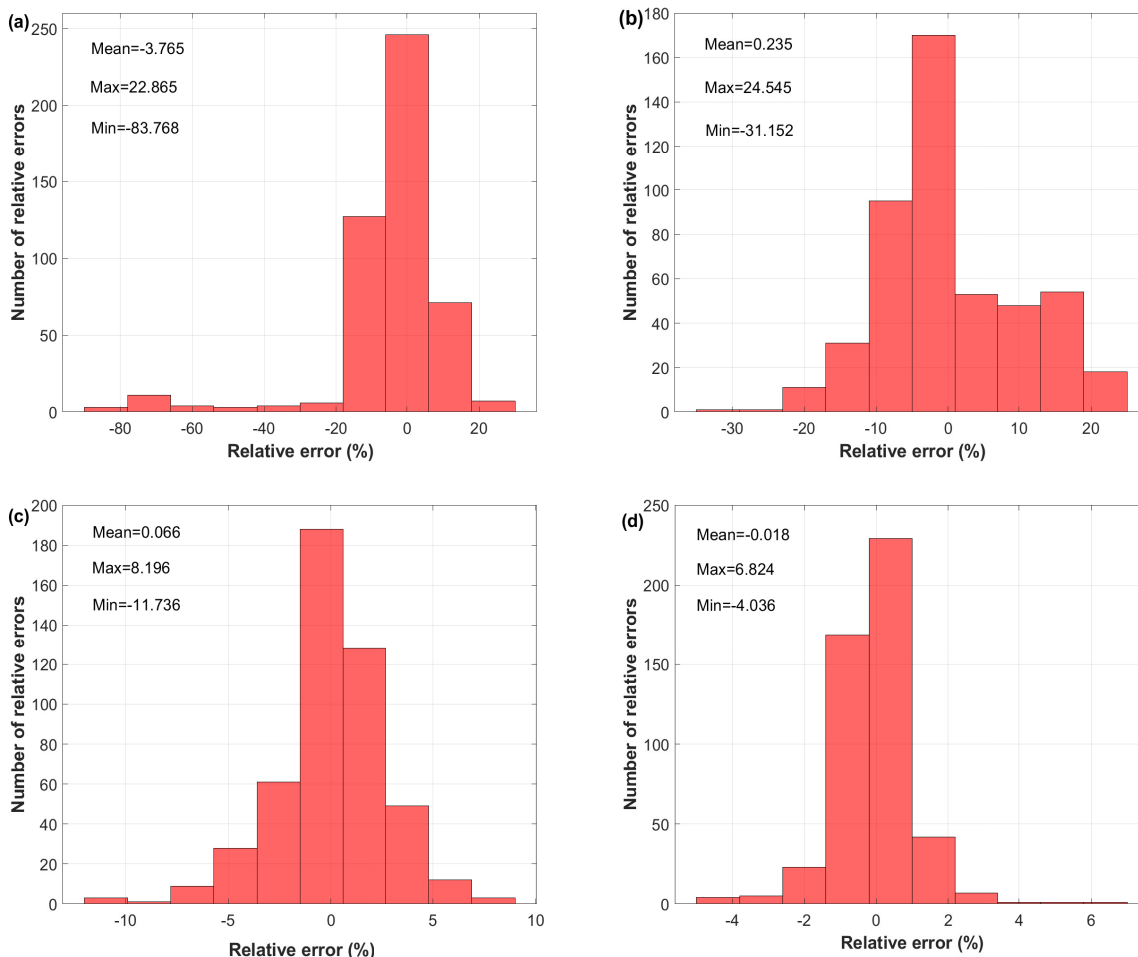 (a)
Mean=-3.765
Max=22.865
Min=-83.768
250
200
150
100
50
0
Number of relative errors
-80 -60 -40 -20 0 20
Relative error (%)
(b)
Mean=0.235
Max=24.545
Min=-31.152
180
160
140
120
100
80
60
40
20
0
Number of relative errors
-30 -20 -10 0 10 20
Relative error (%)
(c)
Mean=0.066
Max=8.196
Min=-11.736
200
180
160
140
120
100
80
60
40
20
0
Number of relative errors
-10 -5 0 5 10
Relative error (%)
(d)
Mean=-0.018
Max=6.824
Min=-4.036
250
200
150
100
50
0
Number of relative errors
-4 -2 0 2 4 6
Relative error (%)